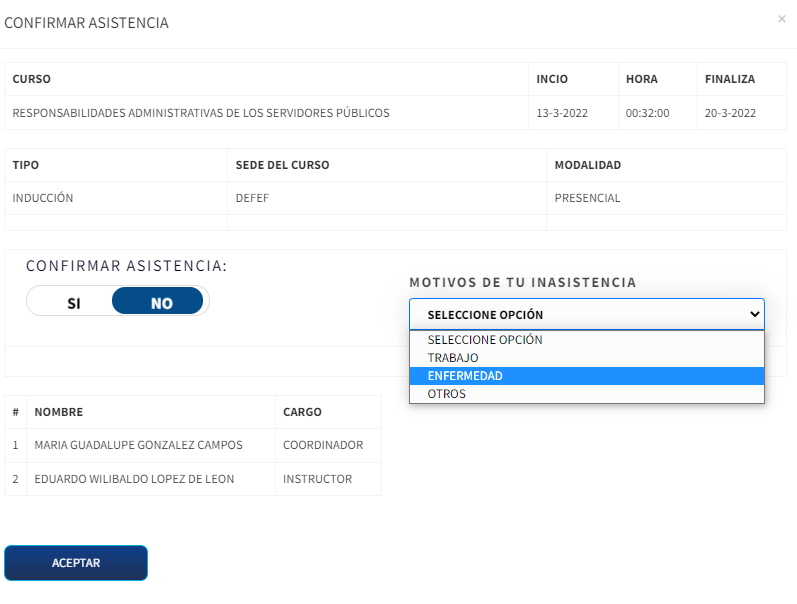 CONFIRMAR ASISTENCIA ×
CURSO INCIO HORA FINALIZA
RESPONSABILIDADES ADMINISTRATIVAS DE LOS SERVIDORES PÚBLICOS 13-3-2022 00:32:00 20-3-2022
TIPO SEDE DEL CURSO MODALIDAD
INDUCCIÓN DEFEF PRESENCIAL
CONFIRMAR ASISTENCIA:
SI NO
MOTIVOS DE TU INASISTENCIA
SELECCIONE OPCIÓN
SELECCIONE OPCIÓN
TRABAJO
ENFERMEDAD
OTROS
# NOMBRE CARGO
1 MARIA GUADALUPE GONZALEZ CAMPOS COORDINADOR
2 EDUARDO WILIBALDO LOPEZ DE LEON INSTRUCTOR
ACEPTAR